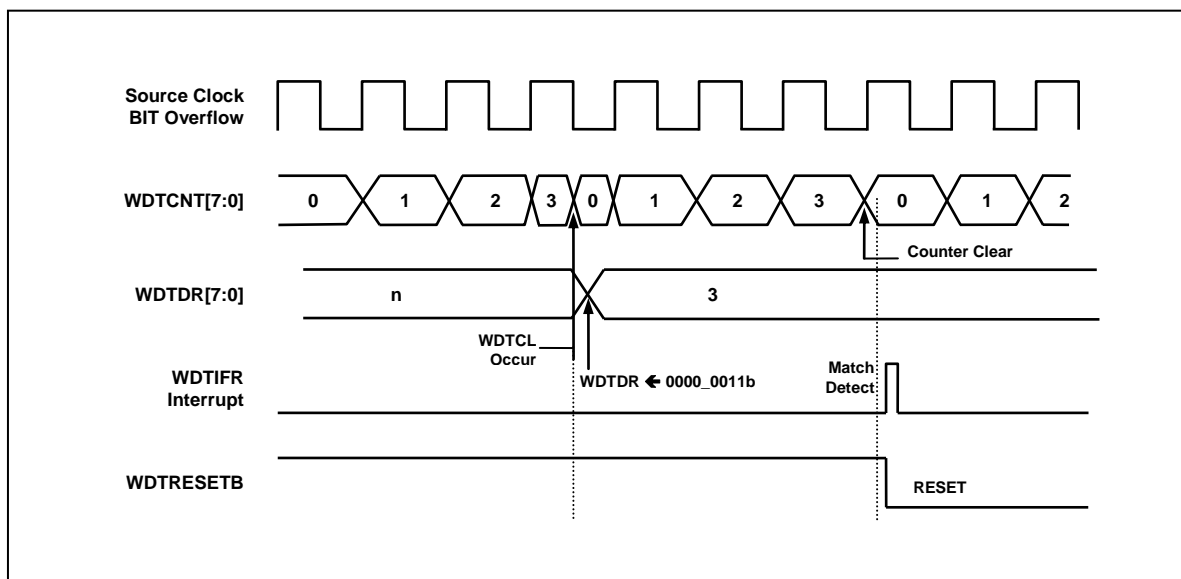 Source Clock
BIT Overflow
WDTCNT[7:0]
0 1 2 3 0 1 2 3 0 1 2
Counter Clear
WDTDR[7:0]
n 3
WDTCL
Occur
WDTDR ← 0000_0011b
WDTIFR
Interrupt
Match
Detect
WDTRESETB
RESET